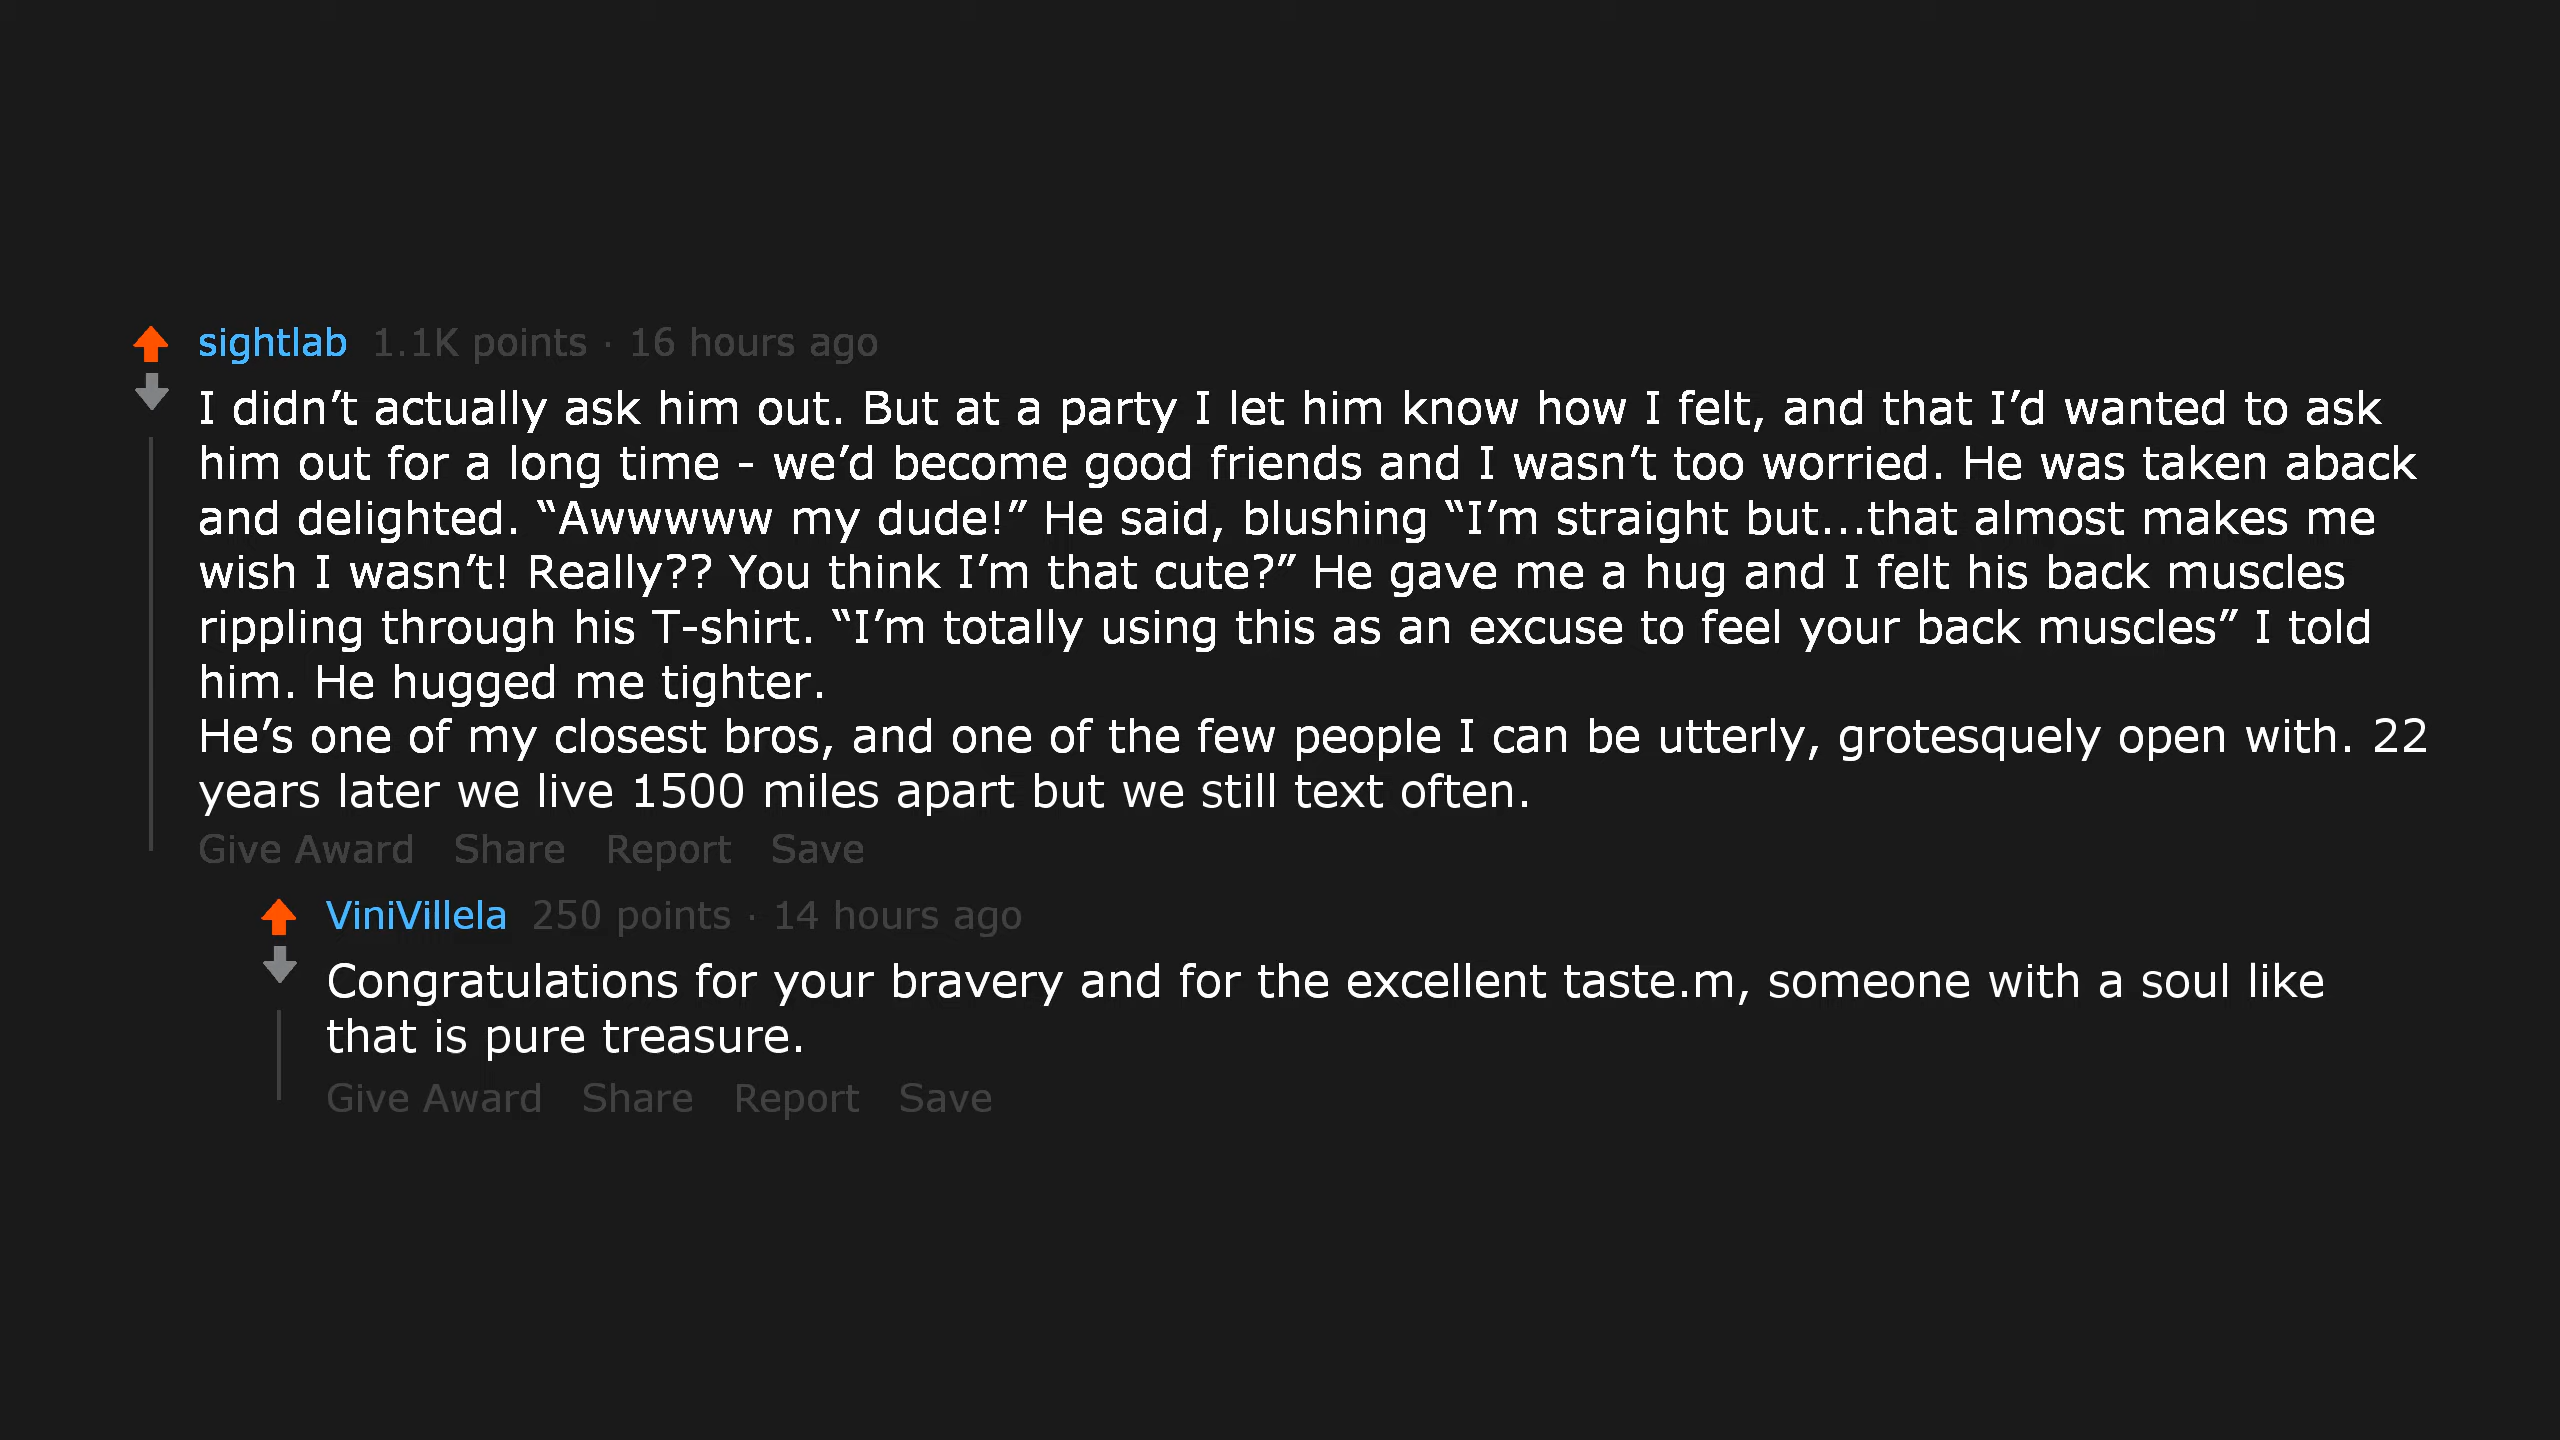 sightlab 1.1K points · 16 hours ago
I didn’t actually ask him out. But at a party I let him know how I felt, and that I’d wanted to ask
him out for a long time - we’d become good friends and I wasn’t too worried. He was taken aback
and delighted. “Awwwww my dude!” He said, blushing “I’m straight but...that almost makes me
wish I wasn’t! Really?? You think I’m that cute?” He gave me a hug and I felt his back muscles
rippling through his T-shirt. “I’m totally using this as an excuse to feel your back muscles” I told
him. He hugged me tighter.
He’s one of my closest bros, and one of the few people I can be utterly, grotesquely open with. 22
years later we live 1500 miles apart but we still text often.
Give Award Share Report Save
ViniVillela 250 points · 14 hours ago
Congratulations for your bravery and for the excellent taste.m, someone with a soul like
that is pure treasure.
Give Award Share Report Save